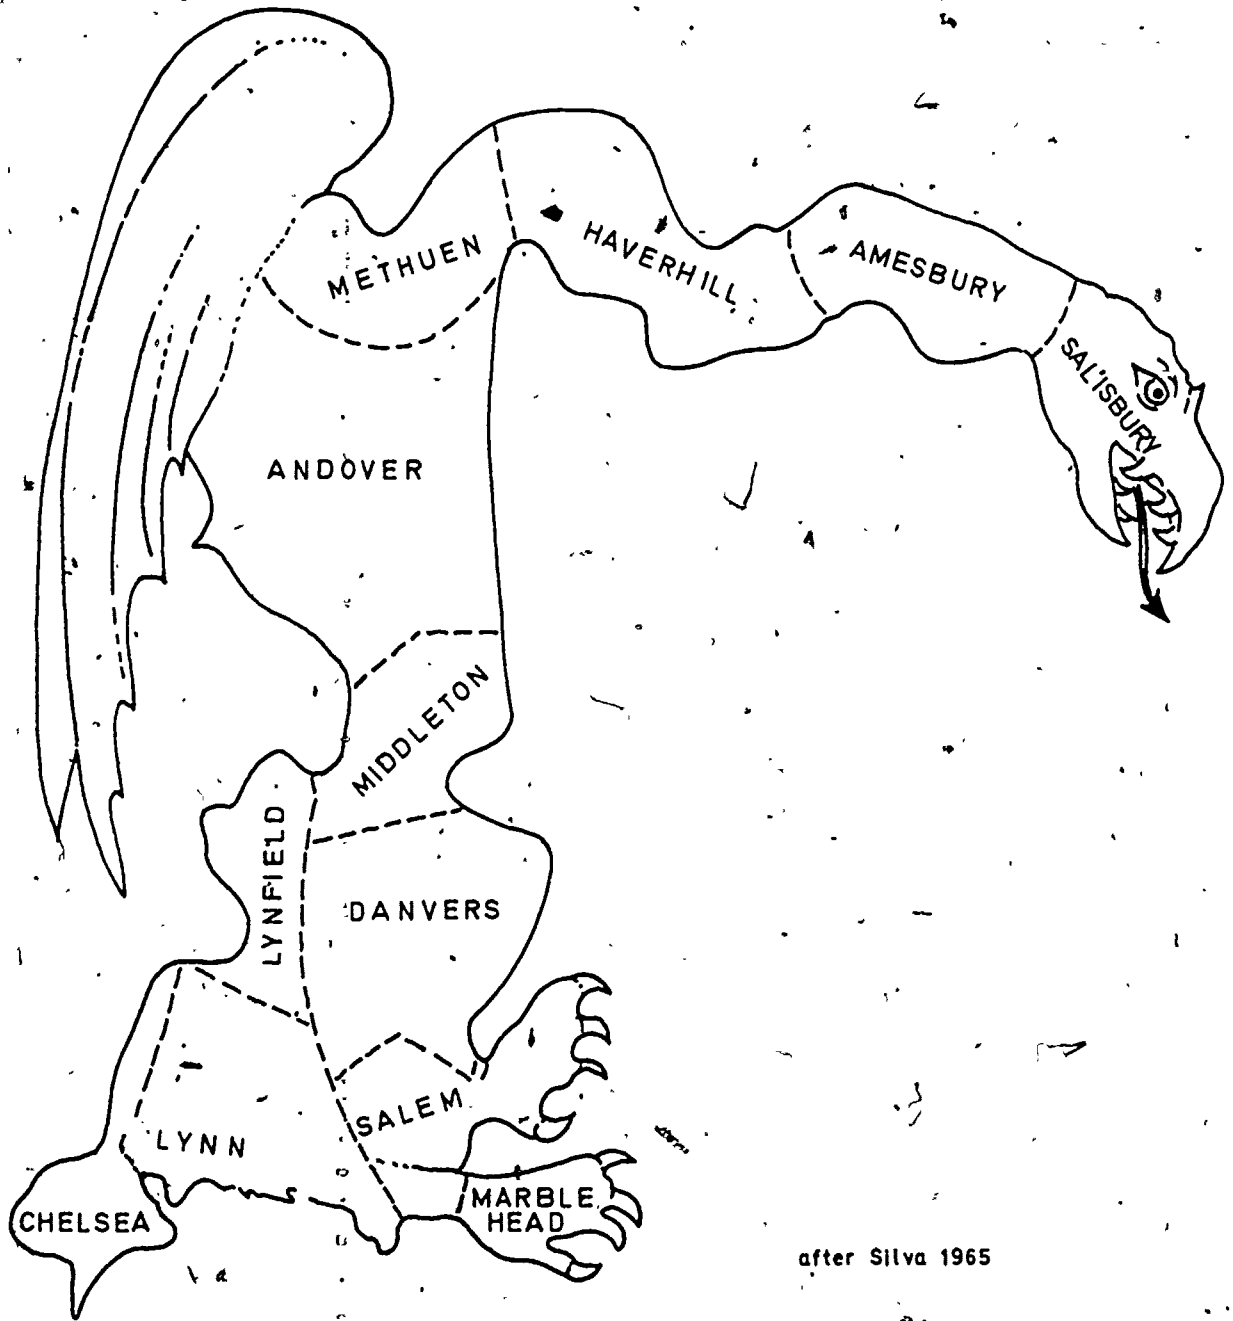 METHUEN
HAVERHILL
AMESBURY
SALISBURY
ANDOVER
MIDDLETON
LYNFIELD
DANVERS
SALEM
LYNN
MARBLE
HEAD
CHELSEA
after Silva 1965